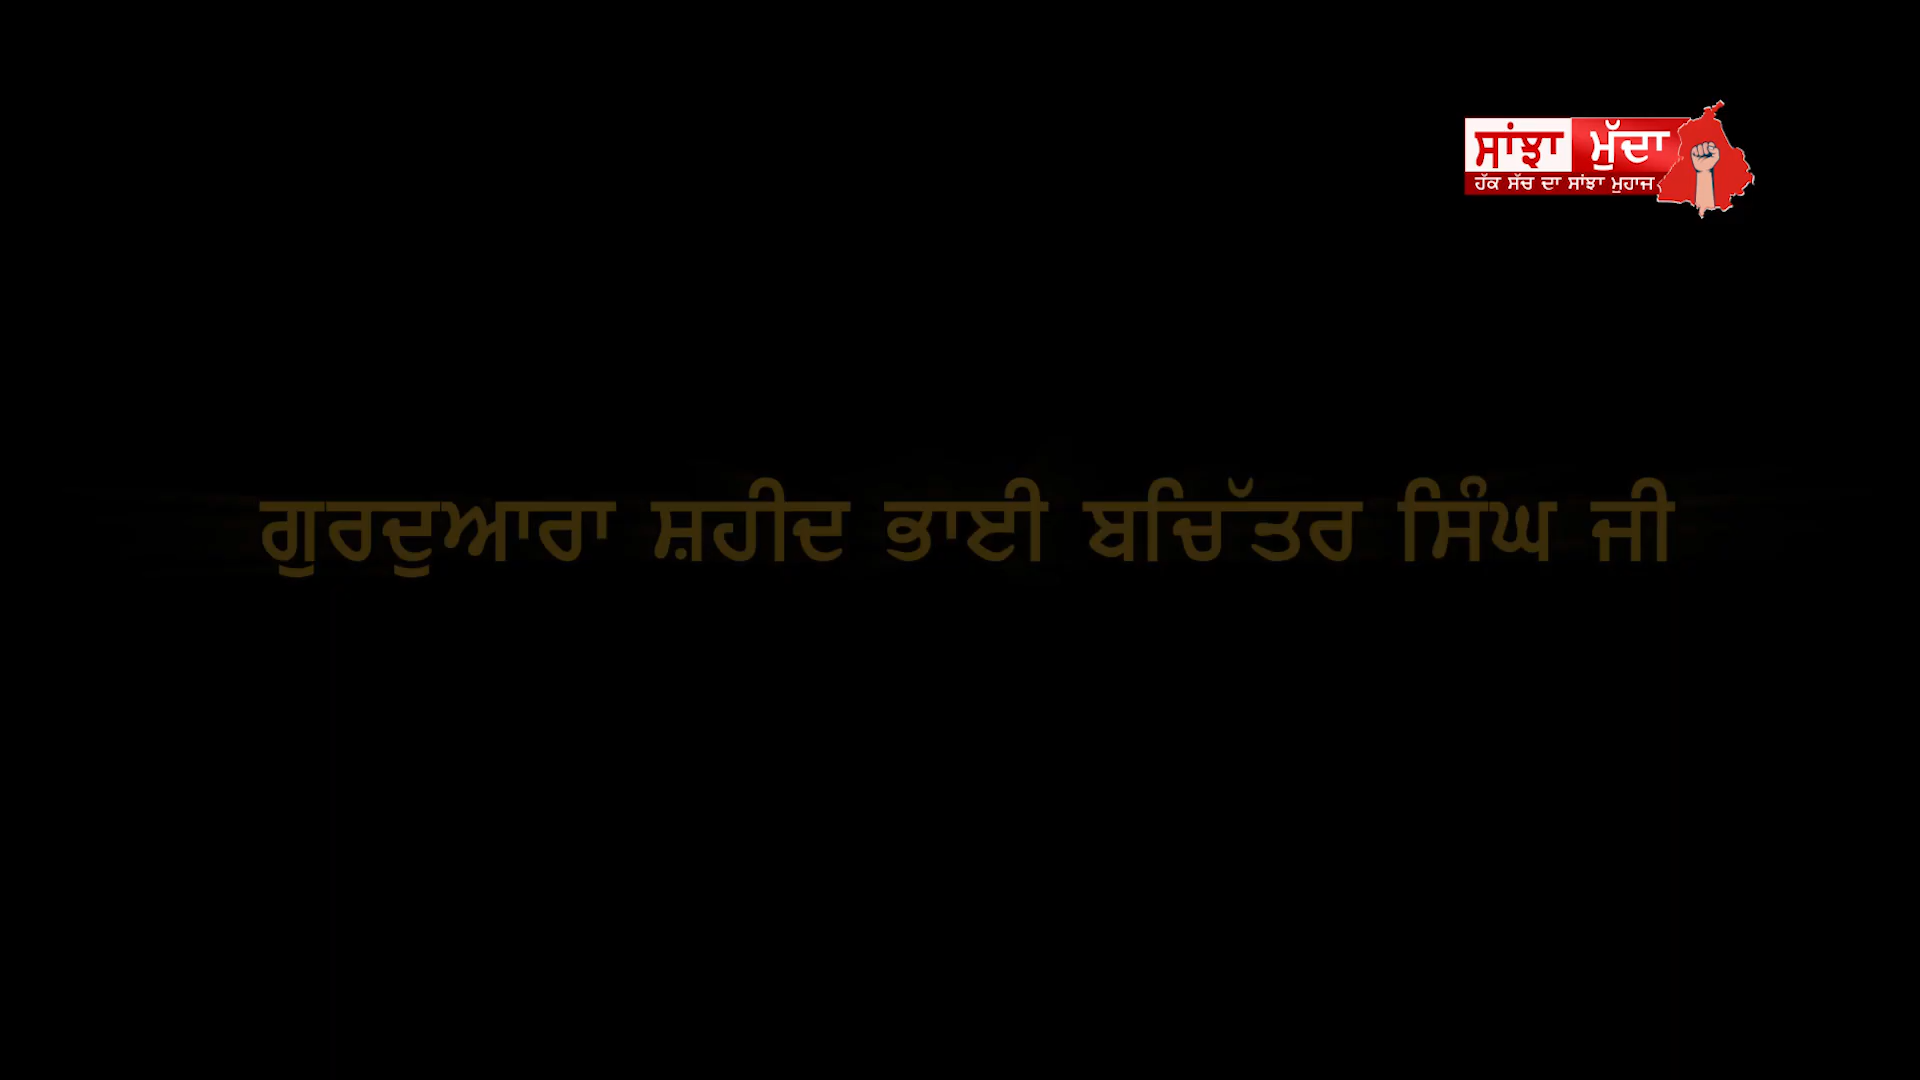 ਸਾਂਝਾ ਮੁੱਦਾ
ਹੱਕ ਸੱਚ ਦਾ ਸਾਂਝਾ ਮੁਹਾਜ
ਗੁਰਦੁਆਰਾ ਸ਼ਹੀਦ ਭਾਈ ਬਚਿੱਤਰ ਸਿੰਘ ਜੀ